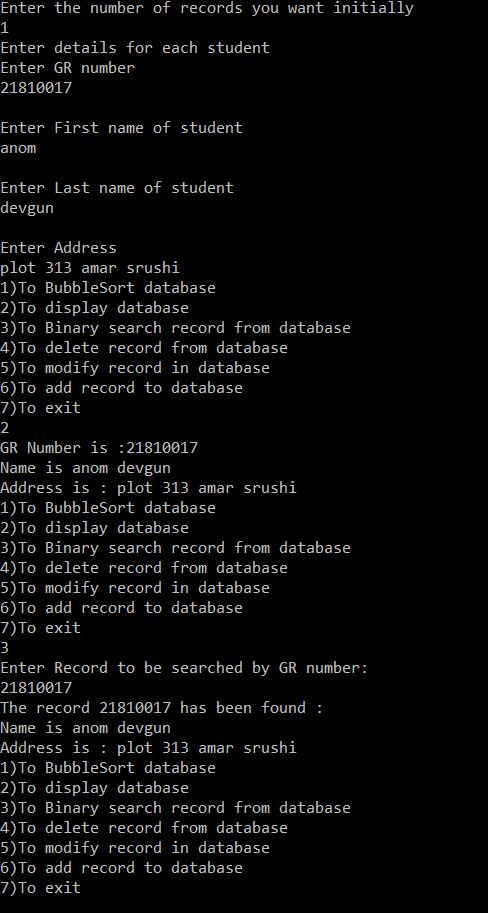 Enter the number of records you want initially
1
Enter details for each student
Enter GR number
21810017
Enter First name of student
anom
Enter Last name of student
devgun
Enter Address
plot 313 amar srushi
1)To BubbleSort database
2)To display database
3)To Binary search record from database
4)To delete record from database
5)To modify record in database
6)To add record to database
7)To exit
2
GR Number is :21810017
Name is anom devgun
Address is : plot 313 amar srushi
1)To BubbleSort database
2)To display database
3)To Binary search record from database
4)To delete record from database
5)To modify record in database
6)To add record to database
7)To exit
3
Enter Record to be searched by GR number:
21810017
The record 21810017 has been found :
Name is anom devgun
Address is : plot 313 amar srushi
1)To BubbleSort database
2)To display database
3)To Binary search record from database
4)To delete record from database
5)To modify record in database
6)To add record to database
7)To exit